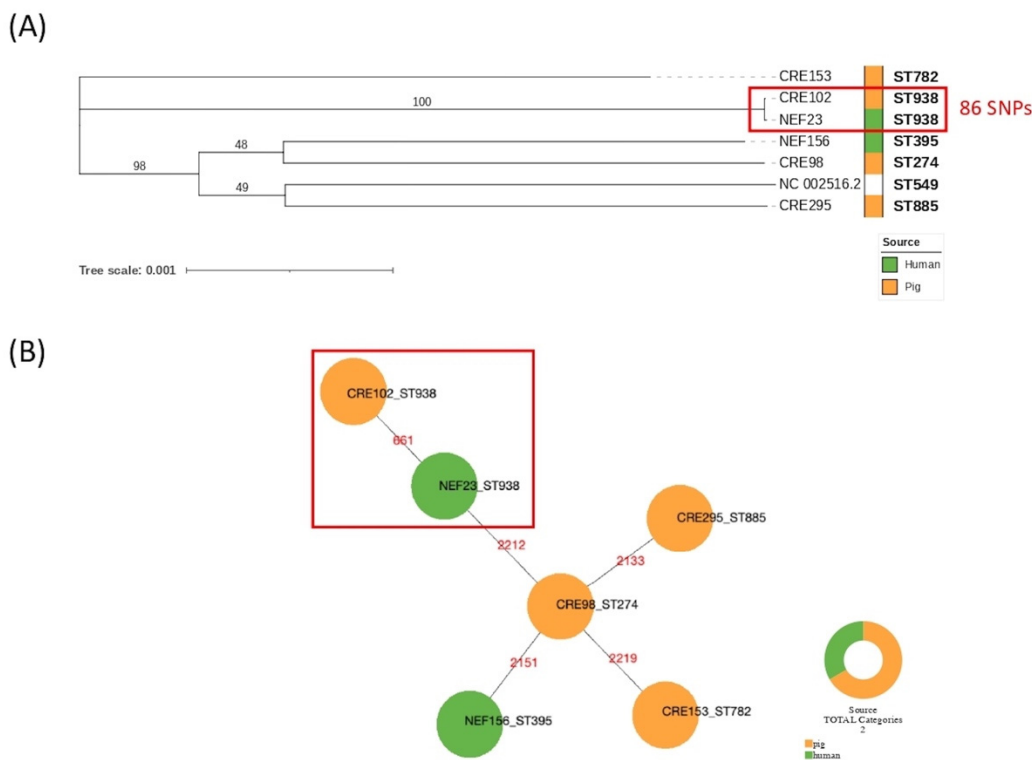 (A)
CRE153 ST782
100 CRE102 ST938 86 SNPs
NEF23 ST938
48 NEF156 ST395
98 CRE98 ST274
49 NC 002516.2 ST549
CRE295 ST885
Source
Human
Pig
Tree scale: 0.001
(B)
CRE102_ST938
661
NEF23_ST938
CRE295_ST885
2212
2133
CRE98_ST274
2151
2219
CRE153_ST782
NEF156_ST395
Source
TOTAL Categories
2
pig
human